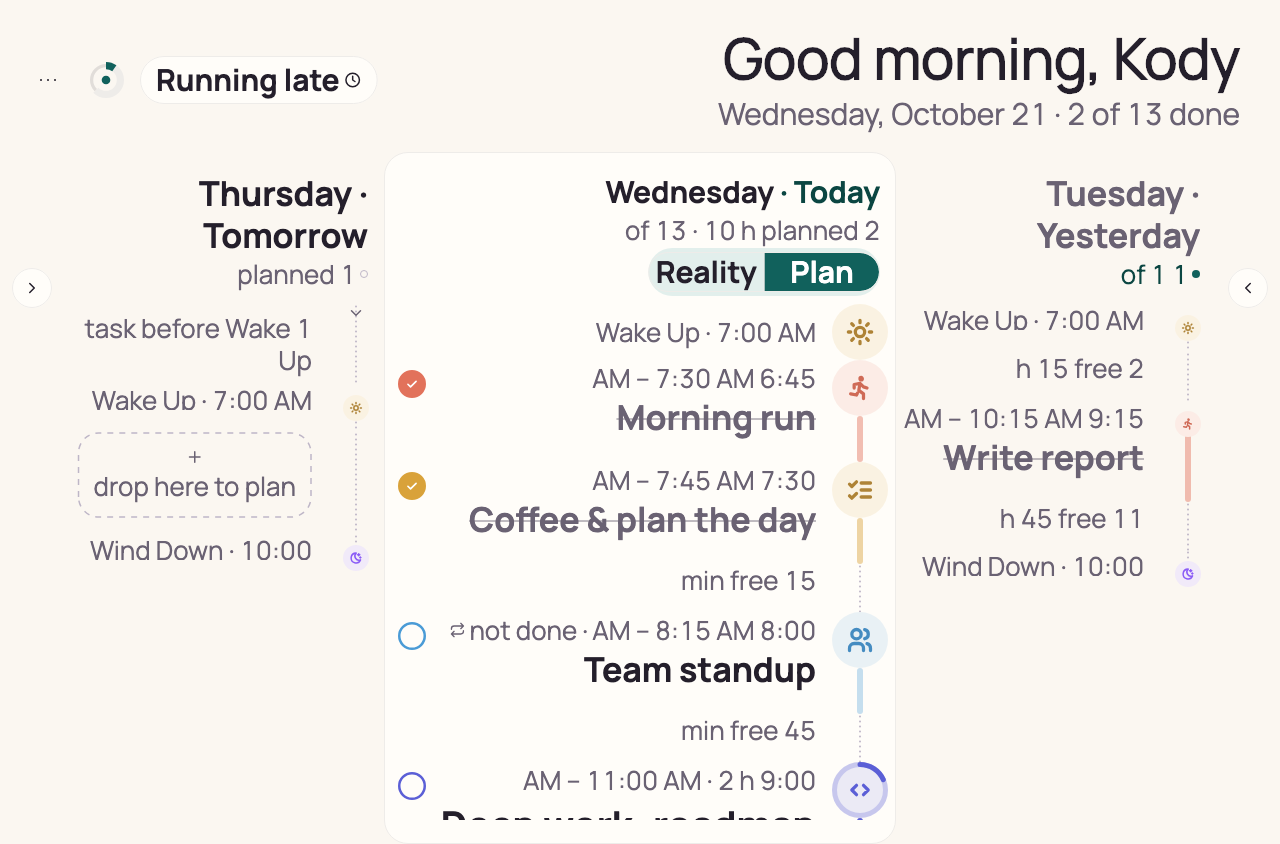 Good morning, Kody
Wednesday, October 21 · 2 of 13 done
Running late
...
Tuesday ·
Yesterday
of 1 1
Wake Up · 7:00 AM
h 15 free 2
AM – 10:15 AM 9:15
Write report
h 45 free 11
Wind Down · 10:00
Wednesday · Today
of 13 · 10 h planned 2
Reality Plan
Wake Up · 7:00 AM
AM – 7:30 AM 6:45
Morning run
AM – 7:45 AM 7:30
Coffee & plan the day
min free 15
not done · AM – 8:15 AM 8:00
Team standup
min free 45
AM – 11:00 AM · 2 h 9:00
Thursday ·
Tomorrow
planned 1
task before Wake 1
Up
Wake Up · 7:00 AM
+
drop here to plan
Wind Down · 10:00